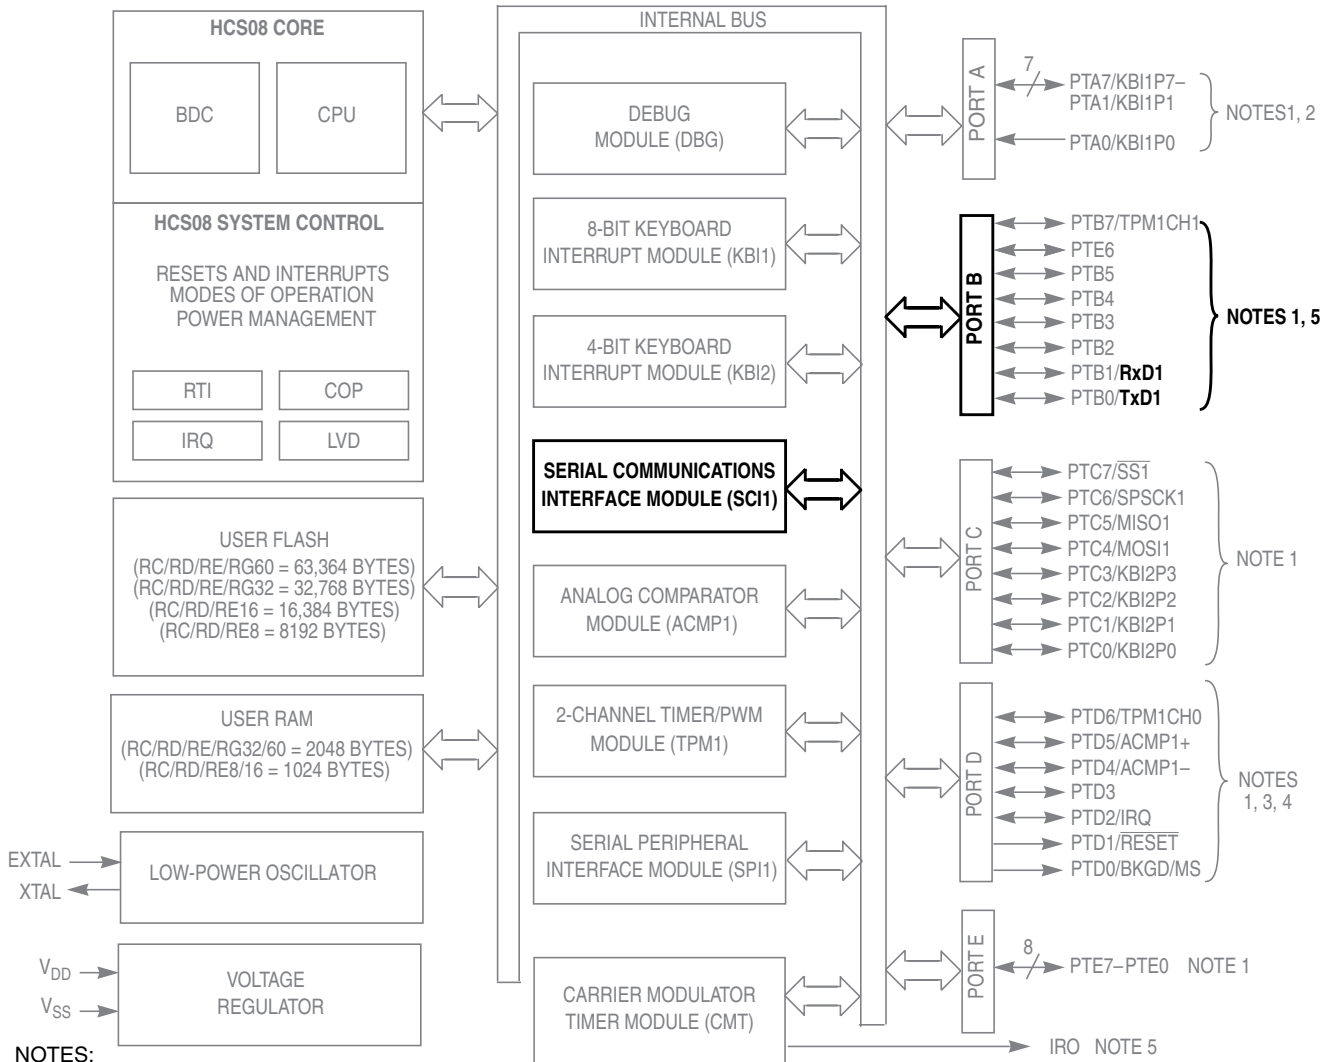 HCS08 CORE
BDC
CPU
HCS08 SYSTEM CONTROL
RESETS AND INTERRUPTS
MODES OF OPERATION
POWER MANAGEMENT
RTI
COP
IRQ
LVD
USER FLASH
(RC/RD/RE/RG60 = 63,364 BYTES)
(RC/RD/RE/RG32 = 32,768 BYTES)
(RC/RD/RE16 = 16,384 BYTES)
(RC/RD/RE8 = 8192 BYTES)
USER RAM
(RC/RD/RE/RG32/60 = 2048 BYTES)
(RC/RD/RE8/16 = 1024 BYTES)
EXTAL
XTAL
LOW-POWER OSCILLATOR
VDD
VSS
VOLTAGE
REGULATOR
INTERNAL BUS
DEBUG
MODULE (DBG)
8-BIT KEYBOARD
INTERRUPT MODULE (KBI1)
4-BIT KEYBOARD
INTERRUPT MODULE (KBI2)
SERIAL COMMUNICATIONS
INTERFACE MODULE (SCI1)
ANALOG COMPARATOR
MODULE (ACMP1)
2-CHANNEL TIMER/PWM
MODULE (TPM1)
SERIAL PERIPHERAL
INTERFACE MODULE (SPI1)
CARRIER MODULATOR
TIMER MODULE (CMT)
PORT A
7
PTA7/KBI1P7–
PTA1/KBI1P1
PTA0/KBI1P0
NOTES1, 2
PORT B
PTB7/TPM1CH1
PTE6
PTB5
PTB4
PTB3
PTB2
PTB1/RxD1
PTB0/TxD1
NOTES 1, 5
PORT C
PTC7/SS1
PTC6/SPSCK1
PTC5/MISO1
PTC4/MOSI1
PTC3/KBI2P3
PTC2/KBI2P2
PTC1/KBI2P1
PTC0/KBI2P0
NOTE 1
PORT D
PTD6/TPM1CH0
PTD5/ACMP1+
PTD4/ACMP1–
PTD3
PTD2/IRQ
PTD1/RESET
PTD0/BKGD/MS
NOTES
1, 3, 4
PORT E
8
PTE7–PTE0 NOTE 1
IRO NOTE 5
NOTES: